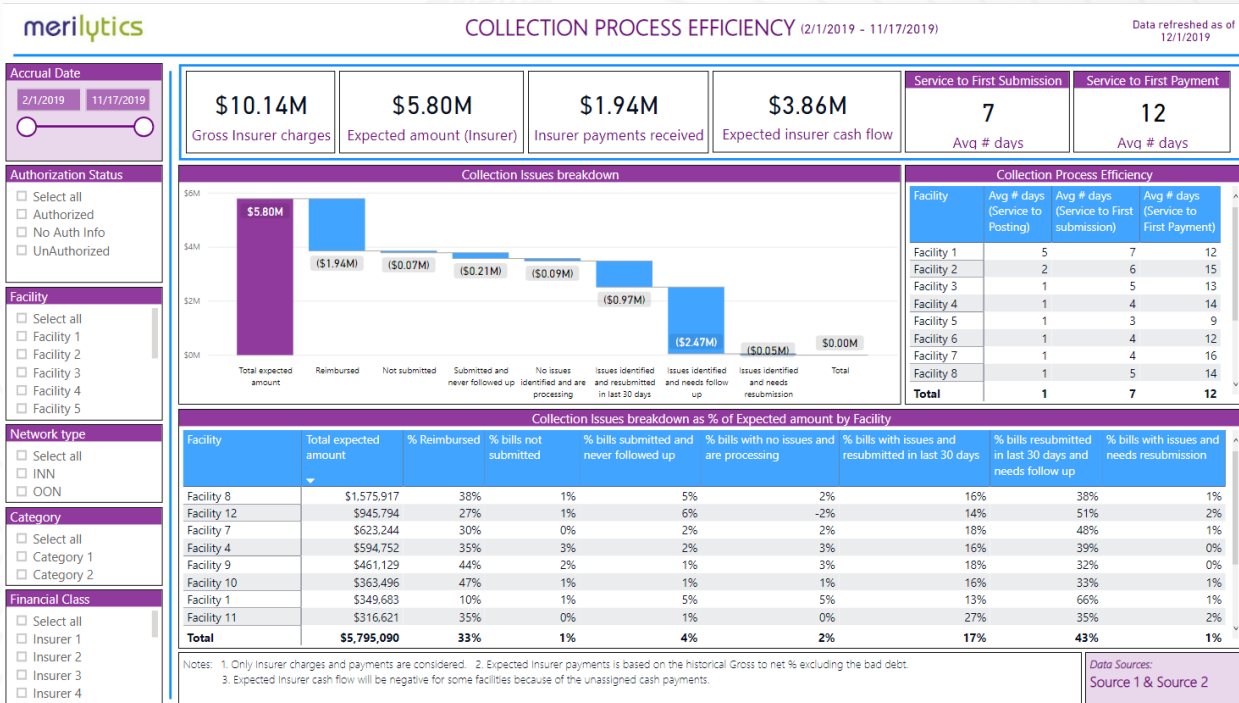 merilytics
COLLECTION PROCESS EFFICIENCY (2/1/2019 - 11/17/2019)
Data refreshed as of
12/1/2019
Accrual Date
2/1/2019 11/17/2019
Authorization Status
Select all
Authorized
No Auth Info
UnAuthorized
Facility
Select all
Facility 1
Facility 2
Facility 3
Facility 4
Facility 5
Network type
Select all
INN
OON
Category
Select all
Category 1
Category 2
Financial Class
Select all
Insurer 1
Insurer 2
Insurer 3
Insurer 4
$10.14M
Gross Insurer charges
$5.80M
Expected amount (Insurer)
$1.94M
Insurer payments received
$3.86M
Expected insurer cash flow
Service to First Submission
7
Avg # days
Service to First Payment
12
Avg # days
Collection Issues breakdown
$6M
$4M
$2M
$0M
$5.80M
($1.94M)
($0.07M)
($0.21M)
($0.09M)
($0.97M)
($2.47M)
($0.05M)
$0.00M
Total expected
amount
Reimbursed
Not submitted
Submitted and
never followed up
No issues
identified and are
processing
Issues identified
and resubmitted
in last 30 days
Issues identified
and needs follow
up
Issues identified
and needs
resubmission
Total
Collection Process Efficiency
Facility
Avg # days
(Service to
Posting)
Avg # days
(Service to First
submission)
Avg # days
(Service to
First Payment)
Facility 1 5 7 12
Facility 2 2 6 15
Facility 3 1 5 13
Facility 4 1 4 14
Facility 5 1 3 9
Facility 6 1 4 12
Facility 7 1 4 16
Facility 8 1 5 14
Total 1 7 12
Collection Issues breakdown as % of Expected amount by Facility
Facility
Total expected
amount
% Reimbursed
% bills not
submitted
% bills submitted and
never followed up
% bills with no issues and
are processing
% bills with issues and
resubmitted in last 30 days
% bills resubmitted
in last 30 days and
needs follow up
% bills with issues and
needs resubmission
Facility 8 $1,575,917 38% 1% 5% 2% 16% 38% 1%
Facility 12 $945,794 27% 1% 6% -2% 14% 51% 2%
Facility 7 $623,244 30% 0% 2% 2% 18% 48% 1%
Facility 4 $594,752 35% 3% 2% 3% 16% 39% 0%
Facility 9 $461,129 44% 2% 1% 3% 18% 32% 0%
Facility 10 $363,496 47% 1% 1% 1% 16% 33% 1%
Facility 1 $349,683 10% 1% 5% 5% 13% 66% 1%
Facility 11 $316,621 35% 0% 1% 0% 27% 35% 2%
Total $5,795,090 33% 1% 4% 2% 17% 43% 1%
Notes: 1. Only Insurer charges and payments are considered. 2. Expected Insurer payments is based on the historical Gross to net % excluding the bad debt.
3. Expected Insurer cash flow will be negative for some facilities because of the unassigned cash payments.
Data Sources:
Source 1 & Source 2